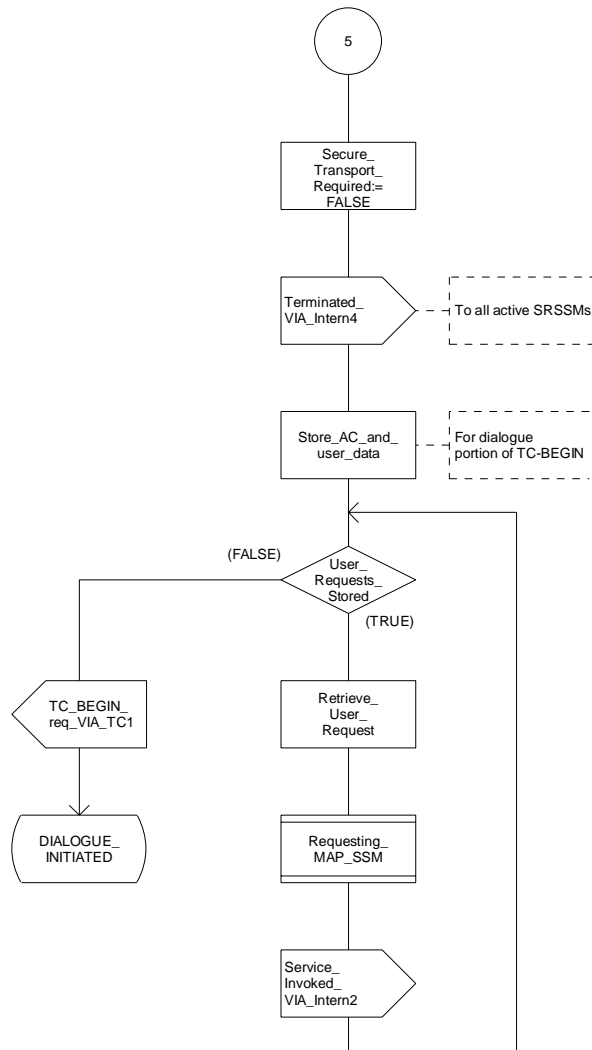 5
Secure_
Transport_
Required:=
FALSE
Terminated_
VIA_Intern4
To all active SRSSMs
Store_AC_and_
user_data
For dialogue
portion of TC-BEGIN
(FALSE)
User_
Requests_
Stored
(TRUE)
TC_BEGIN_
req_VIA_TC1
Retrieve_
User_
Request
DIALOGUE_
INITIATED
Requesting_
MAP_SSM
Service_
Invoked_
VIA_Intern2